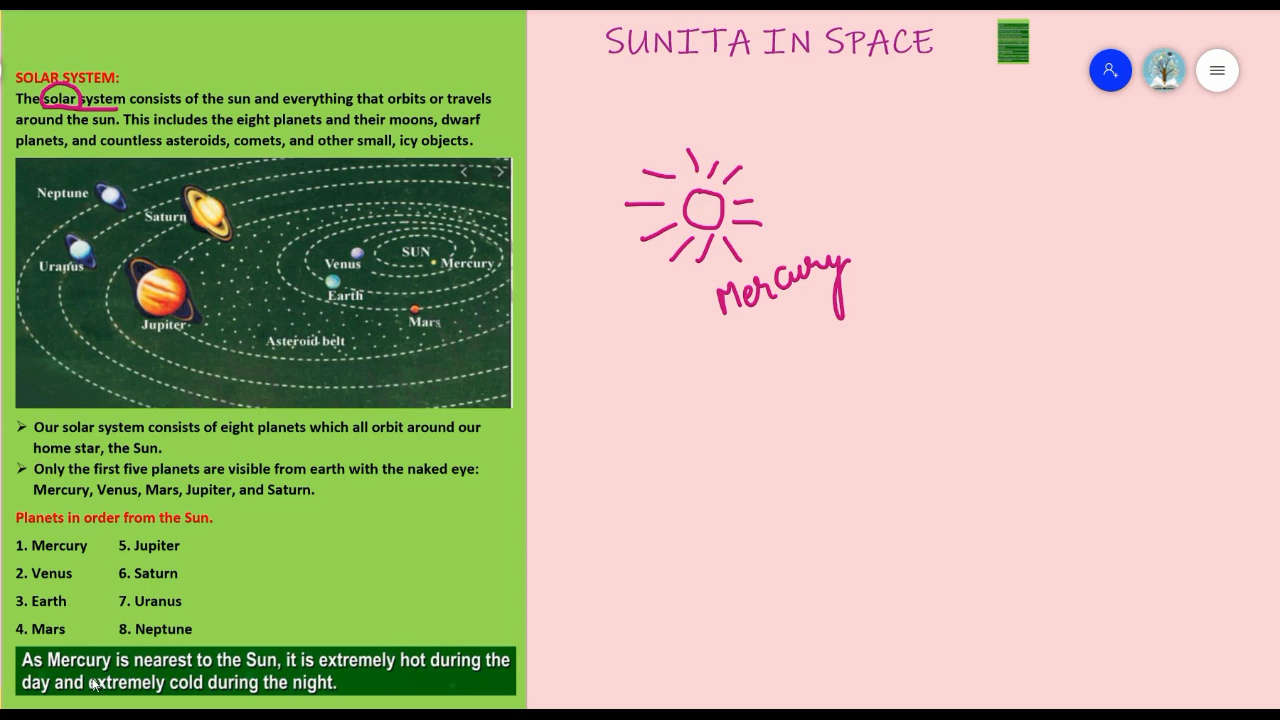 SUNITA IN SPACE
SOLAR SYSTEM:
The solar system consists of the sun and everything that orbits or travels
around the sun. This includes the eight planets and their moons, dwarf
planets, and countless asteroids, comets, and other small, icy objects.
Neptune
Saturn
Uranus
SUN
Venus
Mercury
Earth
Jupiter
Mars
Asteroid belt
➢ Our solar system consists of eight planets which all orbit around our
home star, the Sun.
➢ Only the first five planets are visible from earth with the naked eye:
Mercury, Venus, Mars, Jupiter, and Saturn.
Planets in order from the Sun.
1. Mercury 5. Jupiter
2. Venus 6. Saturn
3. Earth 7. Uranus
4. Mars 8. Neptune
As Mercury is nearest to the Sun, it is extremely hot during the
day and extremely cold during the night.
Mercury